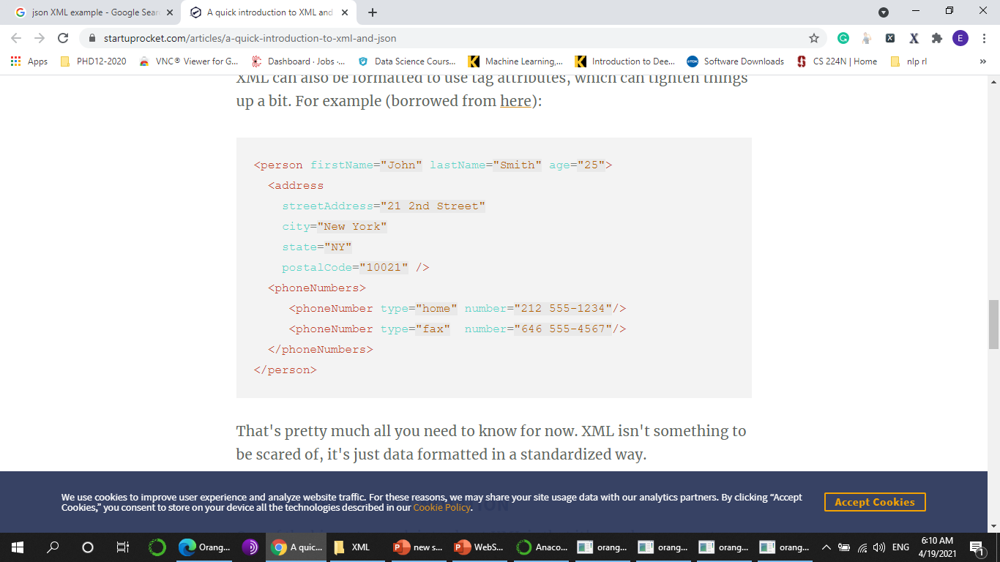 json XML example - Google Sear
A quick introduction to XML and
startuprocket.com/articles/a-quick-introduction-to-xml-and-json
E
Apps
PHD12-2020
VNC® Viewer for G...
Dashboard · Jobs ·...
Data Science Cours...
Machine Learning,...
Introduction to Dee...
Software Downloads
CS 224N | Home
nlp rl
»
XML can also be formatted to use tag attributes, which can tighten things
up a bit. For example (borrowed from here):
<person firstName="John" lastName="Smith" age="25">
<address
streetAddress="21 2nd Street"
city="New York"
state="NY"
postalCode="10021" />
<phoneNumbers>
<phoneNumber type="home" number="212 555-1234"/>
<phoneNumber type="fax"  number="646 555-4567"/>
</phoneNumbers>
</person>
That's pretty much all you need to know for now. XML isn't something to
be scared of, it's just data formatted in a standardized way.
We use cookies to improve user experience and analyze website traffic. For these reasons, we may share your site usage data with our analytics partners. By clicking “Accept
Cookies,” you consent to store on your device all the technologies described in our Cookie Policy.
Accept Cookies
Orang...
A quic...
XML
new s...
WebS...
Anaco...
orang...
orang...
orang...
orang...
ENG
6:10 AM
4/19/2021
1